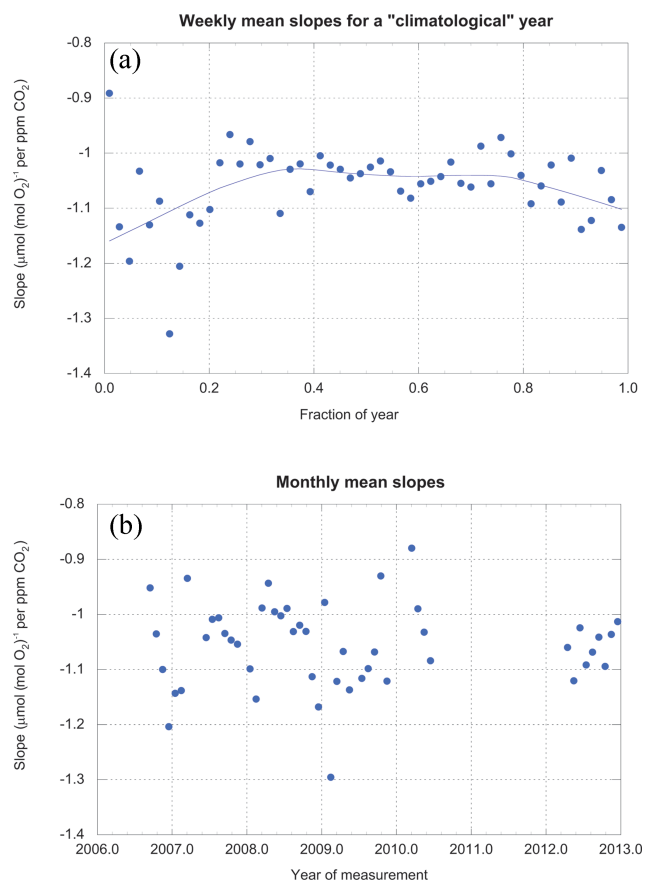 Weekly mean slopes for a "climatological" year
(a)
-0.8
-0.9
-1
-1.1
-1.2
-1.3
-1.4
Slope (µmol (mol O₂)⁻¹ per ppm CO₂)
0.0 0.2 0.4 0.6 0.8 1.0
Fraction of year
Monthly mean slopes
(b)
-0.8
-0.9
-1
-1.1
-1.2
-1.3
-1.4
Slope (µmol (mol O₂)⁻¹ per ppm CO₂)
2006.0 2007.0 2008.0 2009.0 2010.0 2011.0 2012.0 2013.0
Year of measurement